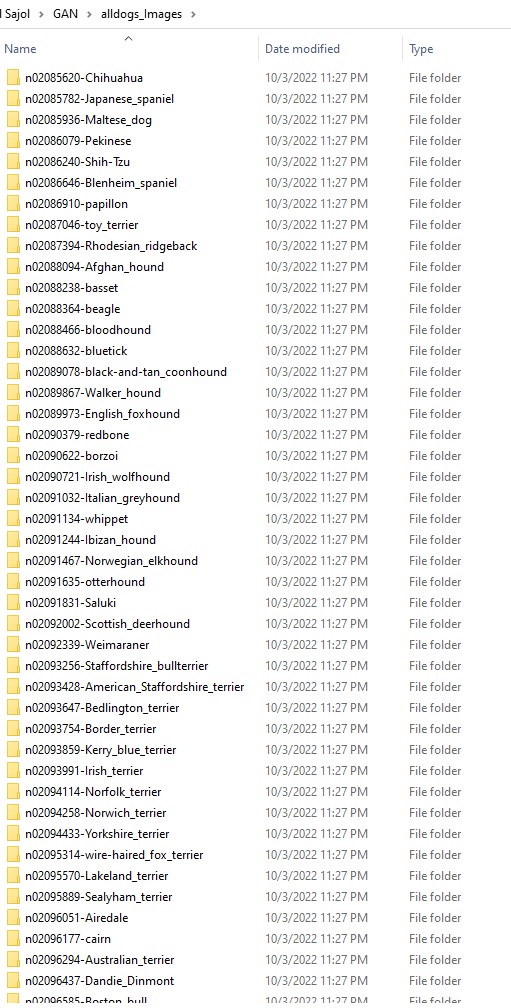 Sajol > GAN > alldogs_Images >
Name Date modified Type
n02085620-Chihuahua 10/3/2022 11:27 PM File folder
n02085782-Japanese_spaniel 10/3/2022 11:27 PM File folder
n02085936-Maltese_dog 10/3/2022 11:27 PM File folder
n02086079-Pekinese 10/3/2022 11:27 PM File folder
n02086240-Shih-Tzu 10/3/2022 11:27 PM File folder
n02086646-Blenheim_spaniel 10/3/2022 11:27 PM File folder
n02086910-papillon 10/3/2022 11:27 PM File folder
n02087046-toy_terrier 10/3/2022 11:27 PM File folder
n02087394-Rhodesian_ridgeback 10/3/2022 11:27 PM File folder
n02088094-Afghan_hound 10/3/2022 11:27 PM File folder
n02088238-basset 10/3/2022 11:27 PM File folder
n02088364-beagle 10/3/2022 11:27 PM File folder
n02088466-bloodhound 10/3/2022 11:27 PM File folder
n02088632-bluetick 10/3/2022 11:27 PM File folder
n02089078-black-and-tan_coonhound 10/3/2022 11:27 PM File folder
n02089867-Walker_hound 10/3/2022 11:27 PM File folder
n02089973-English_foxhound 10/3/2022 11:27 PM File folder
n02090379-redbone 10/3/2022 11:27 PM File folder
n02090622-borzoi 10/3/2022 11:27 PM File folder
n02090721-Irish_wolfhound 10/3/2022 11:27 PM File folder
n02091032-Italian_greyhound 10/3/2022 11:27 PM File folder
n02091134-whippet 10/3/2022 11:27 PM File folder
n02091244-Ibizan_hound 10/3/2022 11:27 PM File folder
n02091467-Norwegian_elkhound 10/3/2022 11:27 PM File folder
n02091635-otterhound 10/3/2022 11:27 PM File folder
n02091831-Saluki 10/3/2022 11:27 PM File folder
n02092002-Scottish_deerhound 10/3/2022 11:27 PM File folder
n02092339-Weimaraner 10/3/2022 11:27 PM File folder
n02093256-Staffordshire_bullterrier 10/3/2022 11:27 PM File folder
n02093428-American_Staffordshire_terrier 10/3/2022 11:27 PM File folder
n02093647-Bedlington_terrier 10/3/2022 11:27 PM File folder
n02093754-Border_terrier 10/3/2022 11:27 PM File folder
n02093859-Kerry_blue_terrier 10/3/2022 11:27 PM File folder
n02093991-Irish_terrier 10/3/2022 11:27 PM File folder
n02094114-Norfolk_terrier 10/3/2022 11:27 PM File folder
n02094258-Norwich_terrier 10/3/2022 11:27 PM File folder
n02094433-Yorkshire_terrier 10/3/2022 11:27 PM File folder
n02095314-wire-haired_fox_terrier 10/3/2022 11:27 PM File folder
n02095570-Lakeland_terrier 10/3/2022 11:27 PM File folder
n02095889-Sealyham_terrier 10/3/2022 11:27 PM File folder
n02096051-Airedale 10/3/2022 11:27 PM File folder
n02096177-cairn 10/3/2022 11:27 PM File folder
n02096294-Australian_terrier 10/3/2022 11:27 PM File folder
n02096437-Dandie_Dinmont 10/3/2022 11:27 PM File folder
n02096585-Boston_bull 10/3/2022 11:27 PM File folder